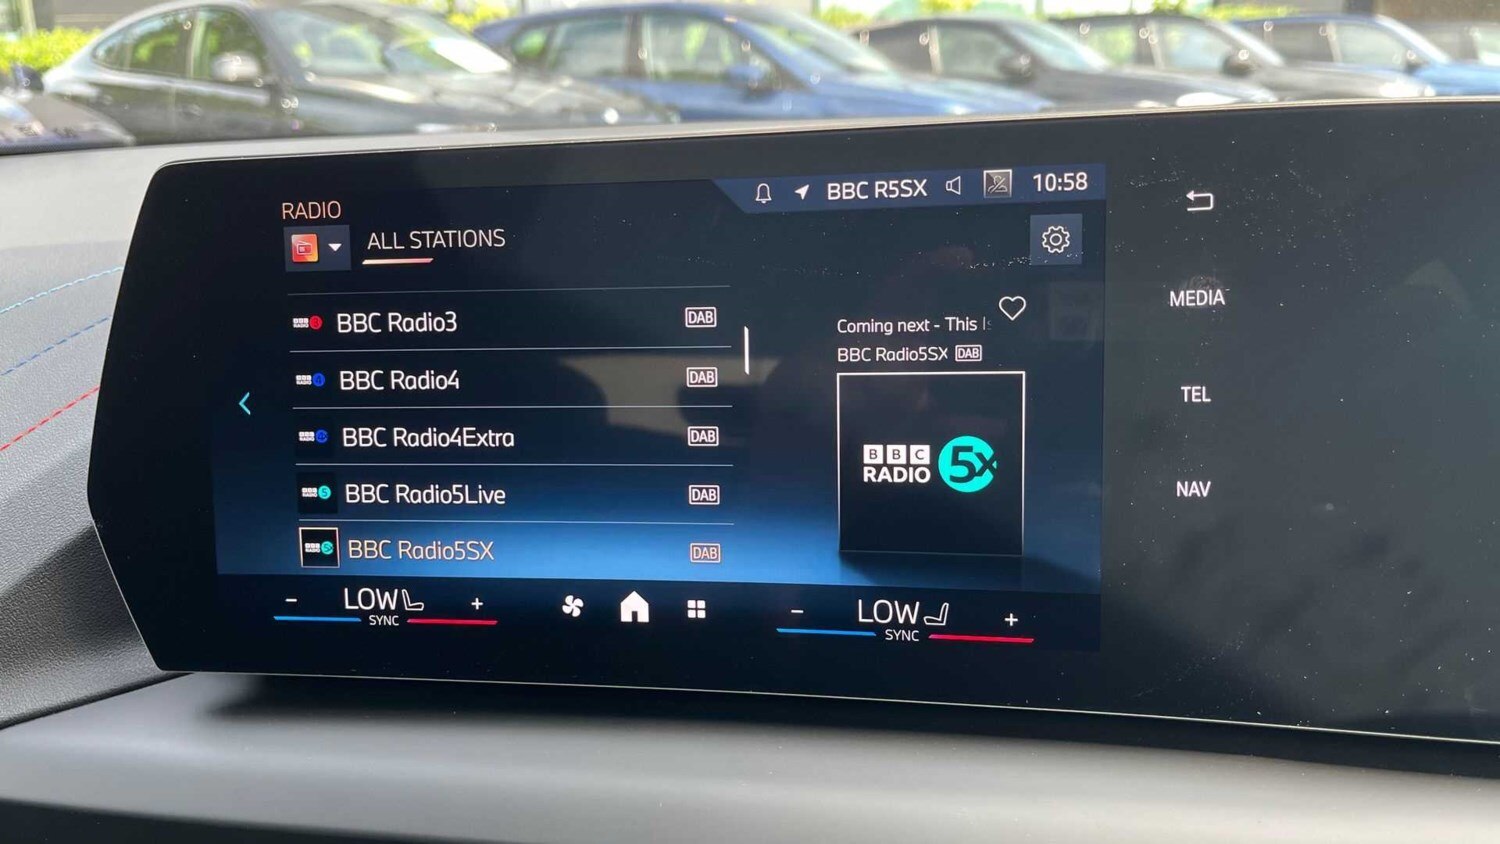 RADIO
ALL STATIONS
BBC R5SX
10:58
BBC Radio3
DAB
BBC Radio4
DAB
BBC Radio4Extra
DAB
BBC Radio5Live
DAB
BBC Radio5SX
DAB
Coming next - This
BBC Radio5SX DAB
BBC
RADIO
5x
MEDIA
TEL
NAV
- LOW +
SYNC
- LOW +
SYNC